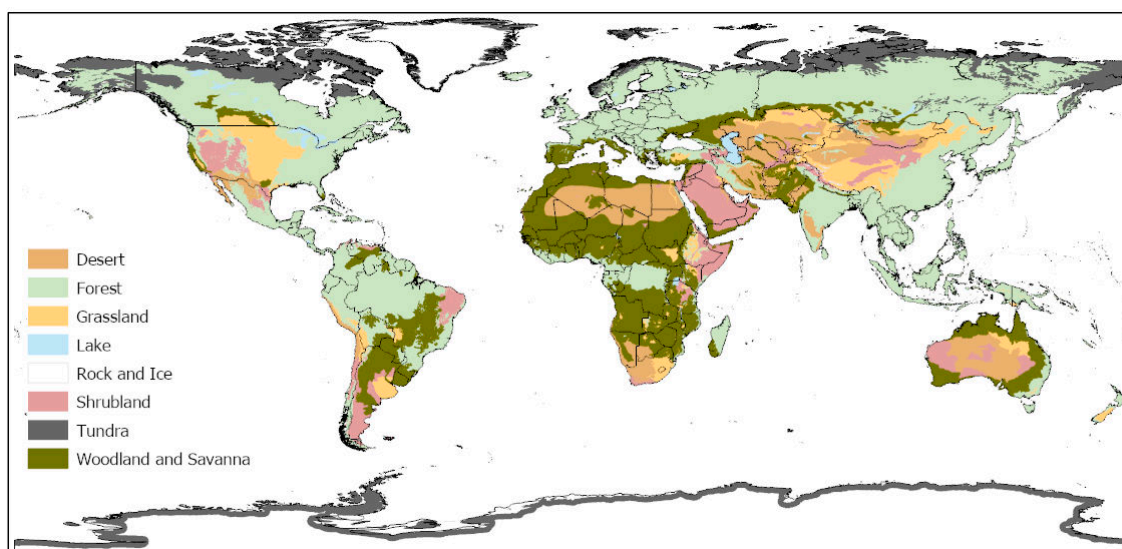 Desert
Forest
Grassland
Lake
Rock and Ice
Shrubland
Tundra
Woodland and Savanna